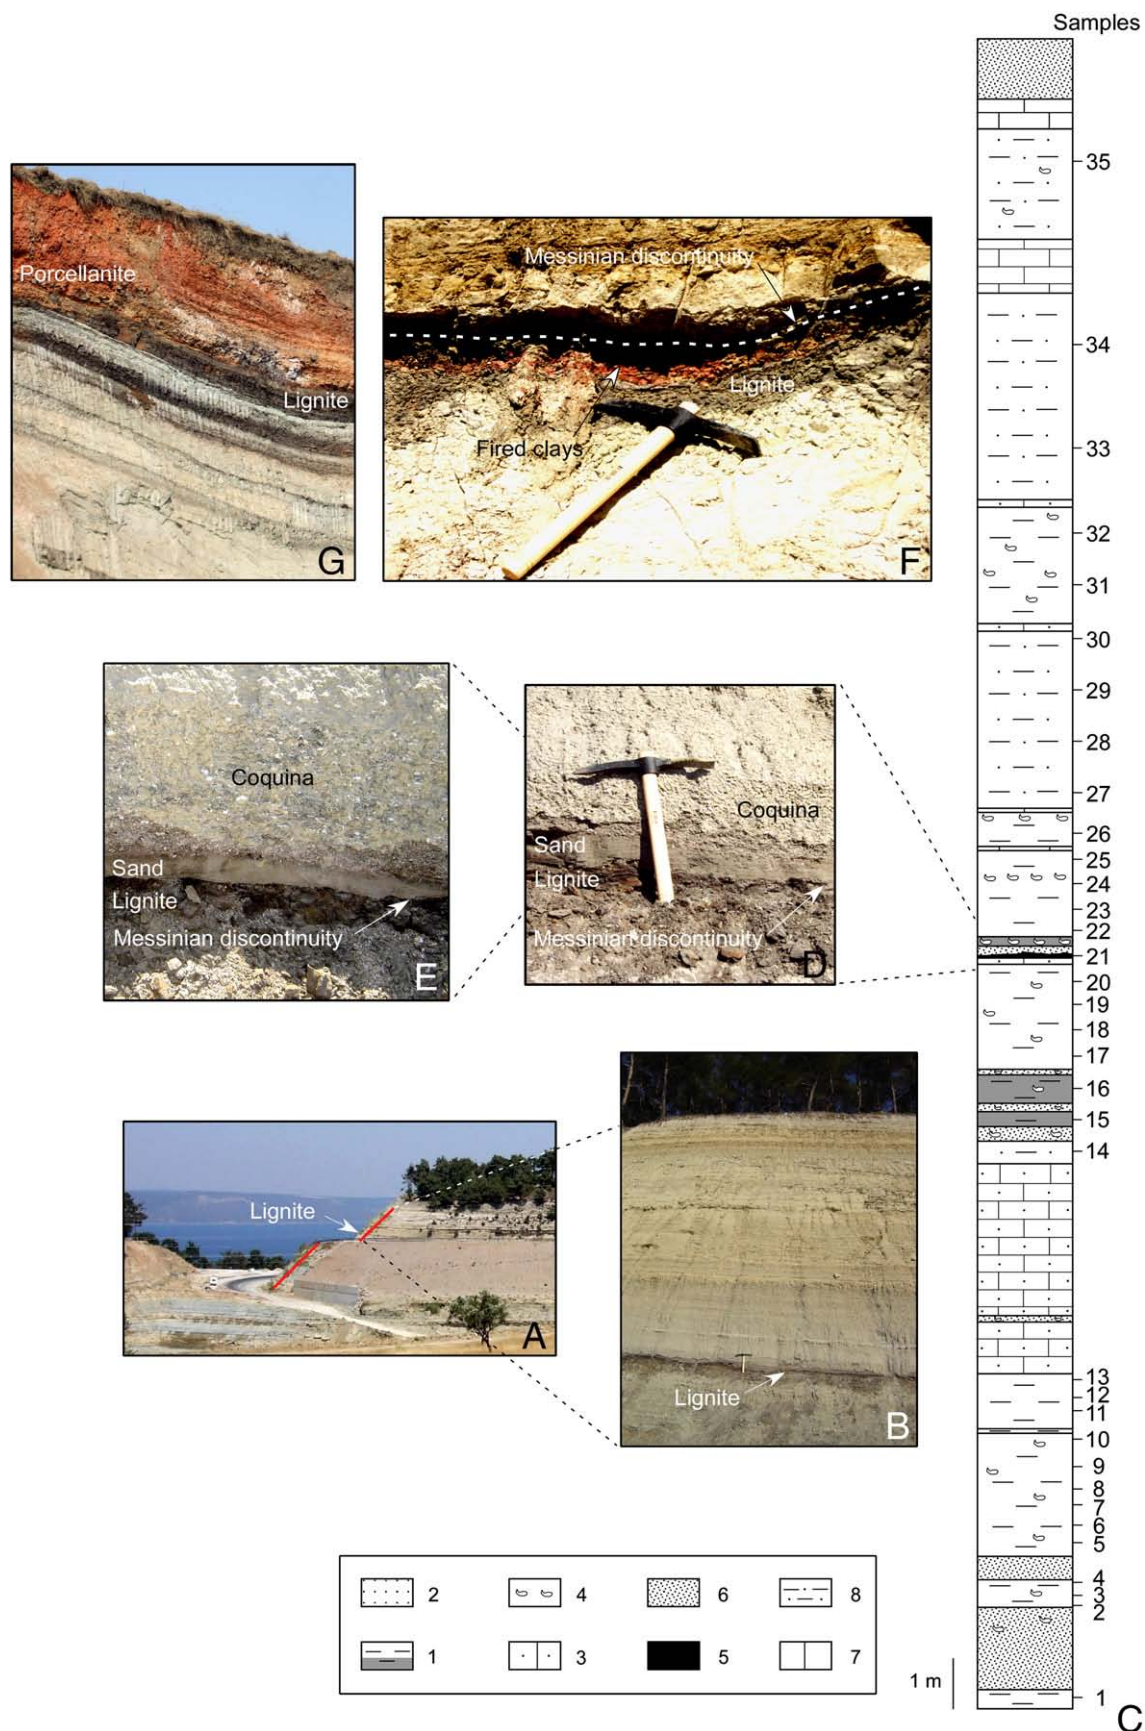 Samples
35
34
33
32
31
30
29
28
27
26
25
24
23
22
21
20
19
18
17
16
15
14
13
12
11
10
9
8
7
6
5
4
3
2
1
C
Porcellanite
Lignite
G
Messinian discontinuity
Lignite
Fired clays
F
Coquina
Sand
Lignite
Messinian discontinuity
E
Coquina
Sand
Lignite
Messinian discontinuity
D
Lignite
A
Lignite
B
2 4 6 8
1 3 5 7
1 m